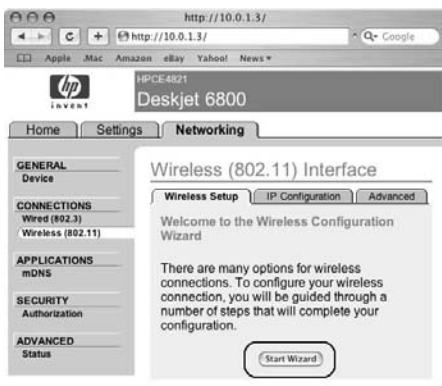 http://10.0.1.3/
http://10.0.1.3/
Q- Google
Apple .Mac Amazon eBay Yahoo! News
hp
invent
HPCE4821
Deskjet 6800
Home Settings Networking
GENERAL
Device
CONNECTIONS
Wired (802.3)
Wireless (802.11)
APPLICATIONS
mDNS
SECURITY
Authorization
ADVANCED
Status
Wireless (802.11) Interface
Wireless Setup IP Configuration Advanced
Welcome to the Wireless Configuration
Wizard
There are many options for wireless
connections. To configure your wireless
connection, you will be guided through a
number of steps that will complete your
configuration.
Start Wizard